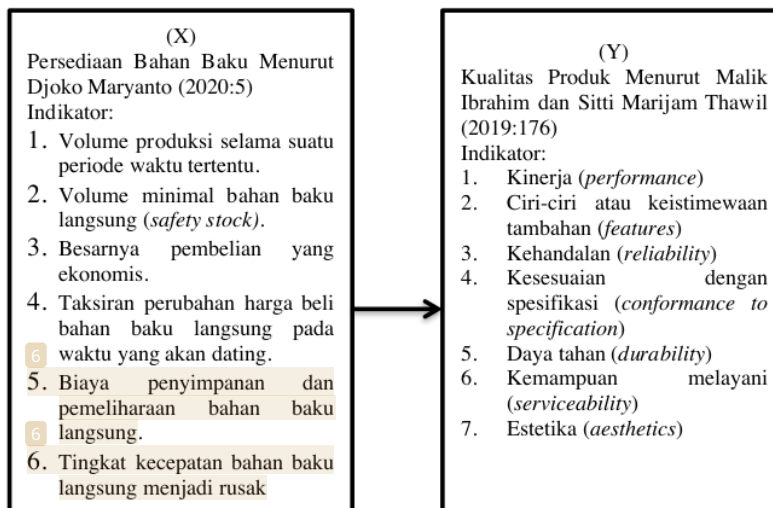 (X)
Persediaan Bahan Baku Menurut
Djoko Maryanto (2020:5)
Indikator:
1. Volume produksi selama suatu
periode waktu tertentu.
2. Volume minimal bahan baku
langsung (safety stock).
3. Besarnya pembelian yang
ekonomis.
4. Taksiran perubahan harga beli
bahan baku langsung pada
6 waktu yang akan dating.
5. Biaya penyimpanan dan
pemeliharaan bahan baku
6 langsung.
6. Tingkat kecepatan bahan baku
langsung menjadi rusak
(Y)
Kualitas Produk Menurut Malik
Ibrahim dan Sitti Marijam Thawil
(2019:176)
Indikator:
1. Kinerja (performance)
2. Ciri-ciri atau keistimewaan
tambahan (features)
3. Kehandalan (reliability)
4. Kesesuaian dengan
spesifikasi (conformance to
specification)
5. Daya tahan (durability)
6. Kemampuan melayani
(serviceability)
7. Estetika (aesthetics)